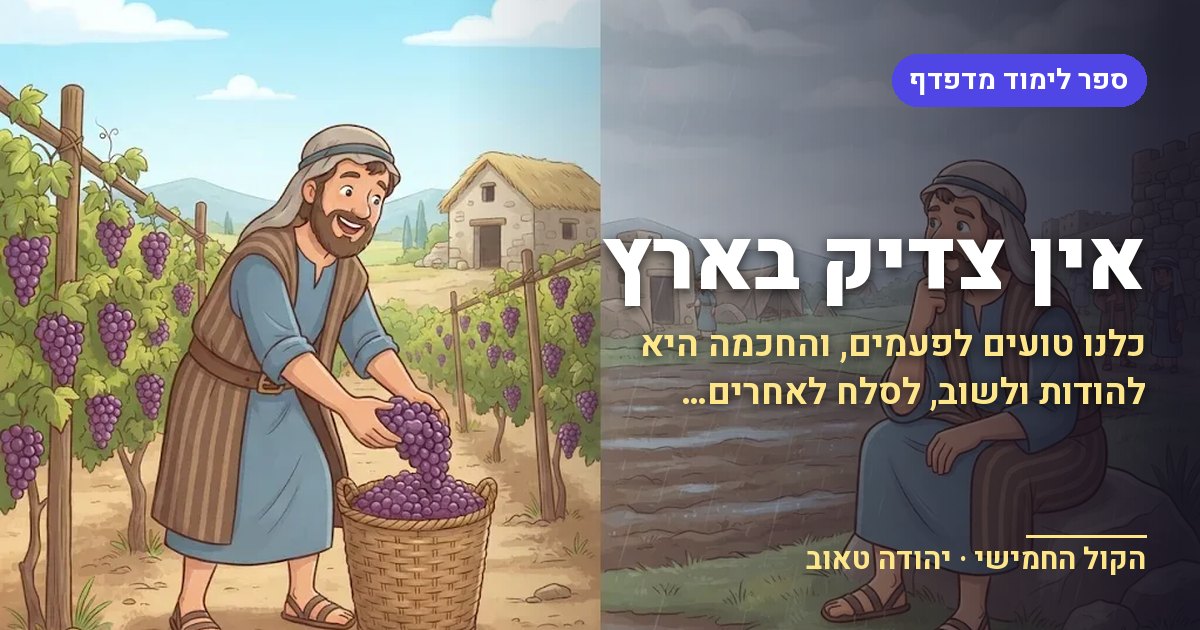 ספר לימוד מדפדף
אין צדיק בארץ
כלנו טועים לפעמים, והחכמה היא
להודות ולשוב, לסלח לאחרים...
הקול החמישי · יהודה טאוב